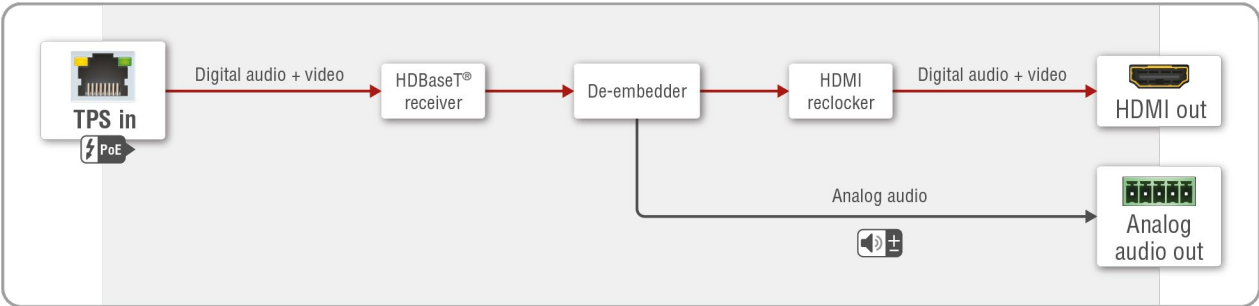 TPS in
PoE
Digital audio + video
HDBaseT®
receiver
De-embedder
HDMI
reclocker
Digital audio + video
HDMI out
Analog audio
±
Analog
audio out